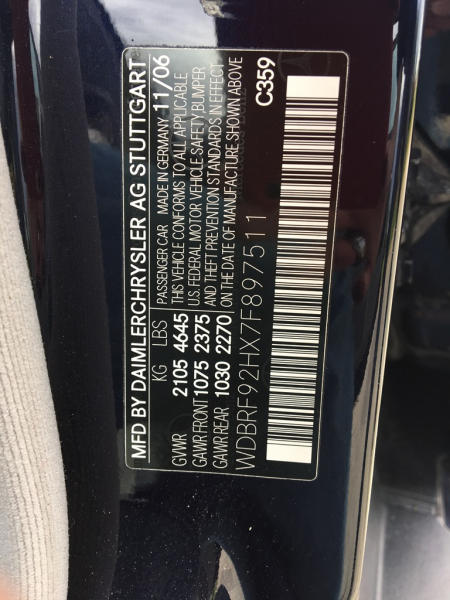 MFD BY DAIMLERCHRYSLER AG STUTTGART
KG LBS PASSENGER CAR MADE IN GERMANY 11/06
GVWR 2105 4645 THIS VEHICLE CONFORMS TO ALL APPLICABLE
GAWR FRONT 1075 2375 U.S. FEDERAL MOTOR VEHICLE SAFETY, BUMPER
GAWR REAR 1030 2270 AND THEFT PREVENTION STANDARDS IN EFFECT
ON THE DATE OF MANUFACTURE SHOWN ABOVE
WDBRF92HX7F897511
C359